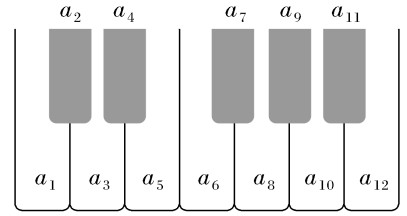 a₂ a₄ a₇ a₉ a₁₁
a₁ a₃ a₅ a₆ a₈ a₁₀ a₁₂